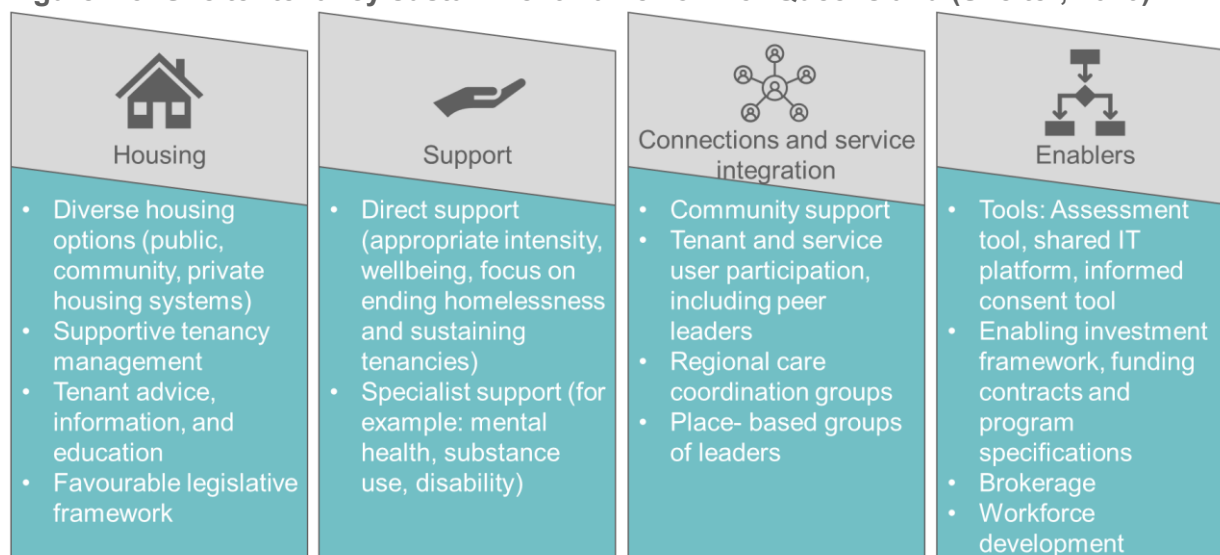 Housing
• Diverse housing
options (public,
community, private
housing systems)
• Supportive tenancy
management
• Tenant advice,
information, and
education
• Favourable legislative
framework
Support
• Direct support
(appropriate intensity,
wellbeing, focus on
ending homelessness
and sustaining
tenancies)
• Specialist support (for
example: mental
health, substance
use, disability)
Connections and service
integration
• Community support
• Tenant and service
user participation,
including peer
leaders
• Regional care
coordination groups
• Place- based groups
of leaders
Enablers
• Tools: Assessment
tool, shared IT
platform, informed
consent tool
• Enabling investment
framework, funding
contracts and
program
specifications
• Brokerage
• Workforce
development